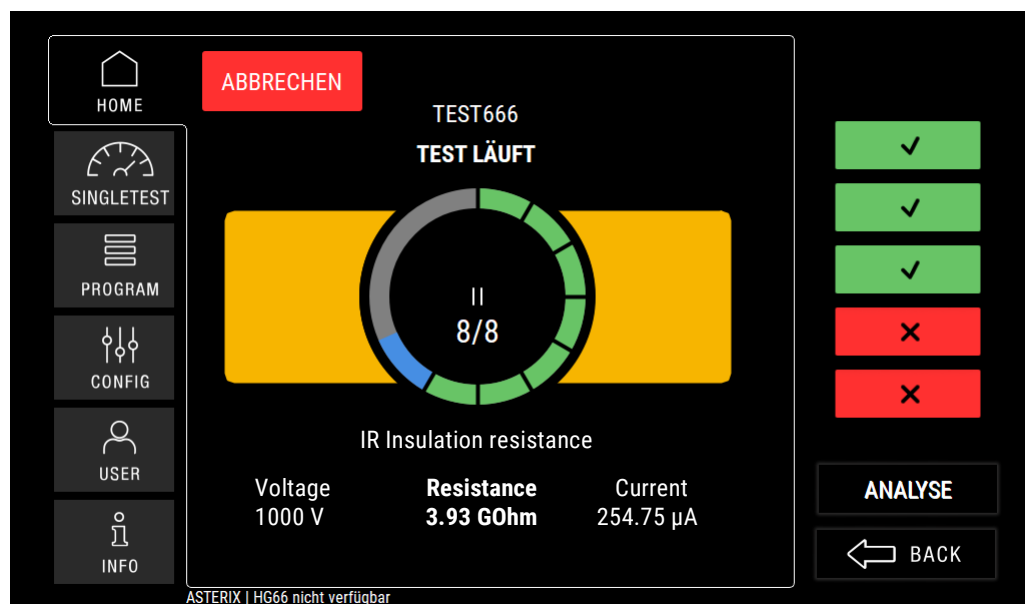 HOME
SINGLETEST
PROGRAM
CONFIG
USER
INFO
ABBRECHEN
TEST666
TEST LÄUFT
8/8
IR Insulation resistance
Voltage
1000 V
Resistance
3.93 GOhm
Current
254.75 µA
ANALYSE
BACK
ASTERIX | HG66 nicht verfügbar